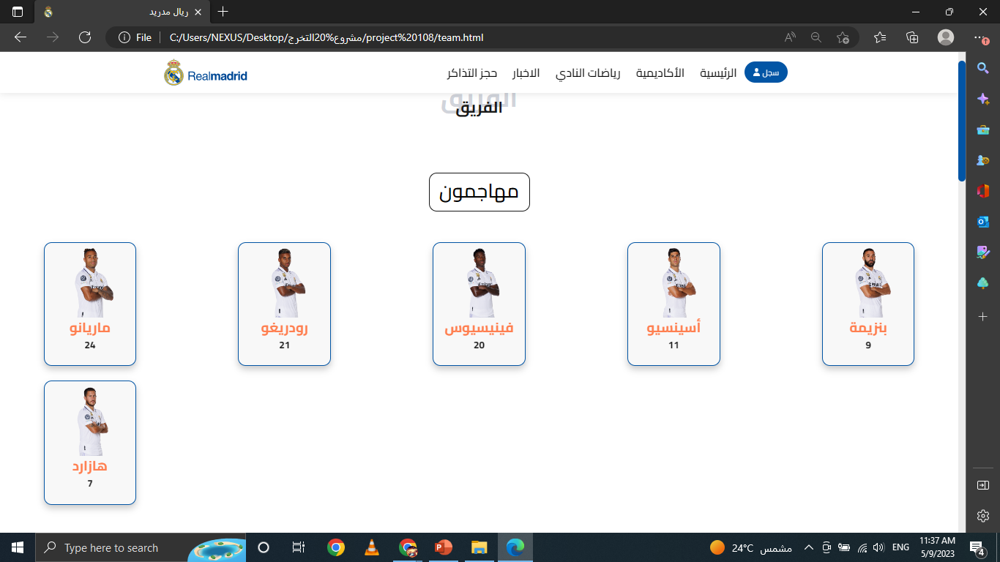 ريال مدريد
File
C:/Users/NEXUS/Desktop/مشروع%20التخرج/project%20108/team.html
Realmadrid
سجل
الرئيسية
الأكاديمية
رياضات النادي
الاخبار
حجز التذاكر
الفريق
الفريق
مهاجمون
بنزيمة
9
أسينسيو
11
فينيسيوس
20
رودريغو
21
ماريانو
24
هازارد
7
Type here to search
24°C مشمس
ENG
11:37 AM
5/9/2023
4